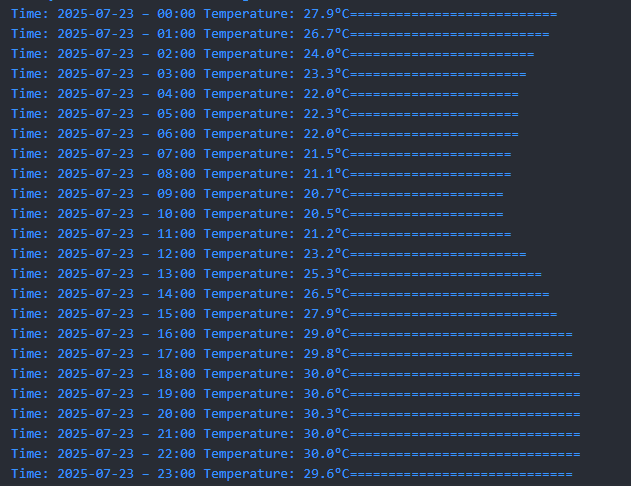 Time: 2025-07-23 – 00:00 Temperature: 27.9°C===========================
Time: 2025-07-23 – 01:00 Temperature: 26.7°C==========================
Time: 2025-07-23 – 02:00 Temperature: 24.0°C========================
Time: 2025-07-23 – 03:00 Temperature: 23.3°C=======================
Time: 2025-07-23 – 04:00 Temperature: 22.0°C======================
Time: 2025-07-23 – 05:00 Temperature: 22.3°C======================
Time: 2025-07-23 – 06:00 Temperature: 22.0°C======================
Time: 2025-07-23 – 07:00 Temperature: 21.5°C=====================
Time: 2025-07-23 – 08:00 Temperature: 21.1°C=====================
Time: 2025-07-23 – 09:00 Temperature: 20.7°C====================
Time: 2025-07-23 – 10:00 Temperature: 20.5°C====================
Time: 2025-07-23 – 11:00 Temperature: 21.2°C=====================
Time: 2025-07-23 – 12:00 Temperature: 23.2°C=======================
Time: 2025-07-23 – 13:00 Temperature: 25.3°C=========================
Time: 2025-07-23 – 14:00 Temperature: 26.5°C==========================
Time: 2025-07-23 – 15:00 Temperature: 27.9°C===========================
Time: 2025-07-23 – 16:00 Temperature: 29.0°C=============================
Time: 2025-07-23 – 17:00 Temperature: 29.8°C=============================
Time: 2025-07-23 – 18:00 Temperature: 30.0°C==============================
Time: 2025-07-23 – 19:00 Temperature: 30.6°C==============================
Time: 2025-07-23 – 20:00 Temperature: 30.3°C==============================
Time: 2025-07-23 – 21:00 Temperature: 30.0°C==============================
Time: 2025-07-23 – 22:00 Temperature: 30.0°C==============================
Time: 2025-07-23 – 23:00 Temperature: 29.6°C=============================